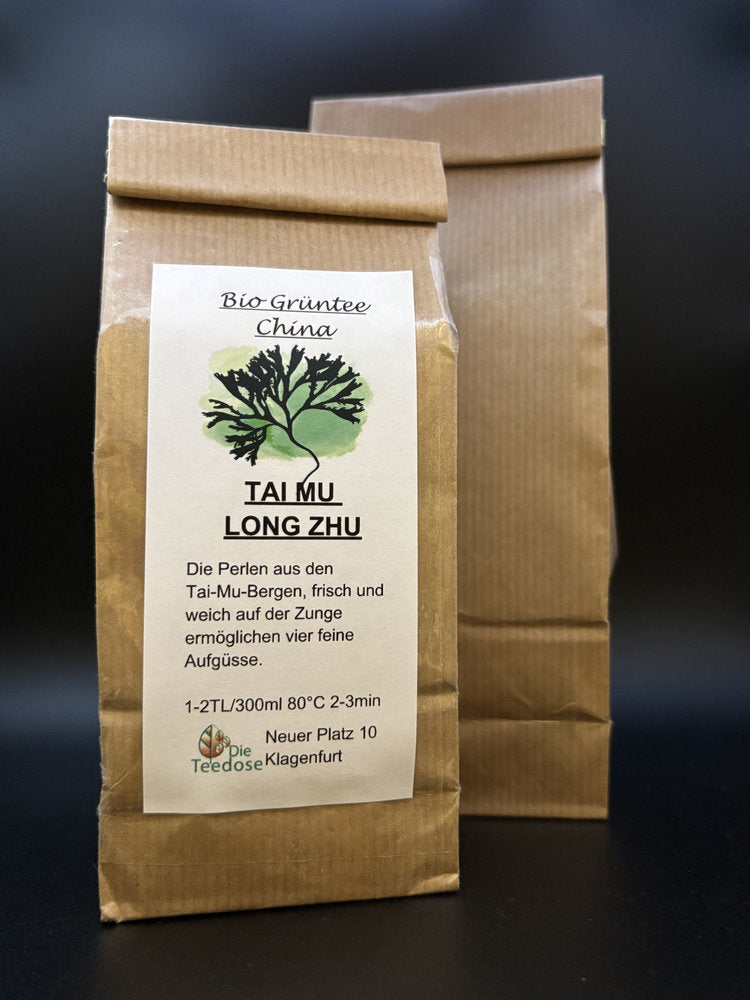 Bio Grüntee
China
TAI MU
LONG ZHU
Die Perlen aus den
Tai-Mu-Bergen, frisch und
weich auf der Zunge
ermöglichen vier feine
Aufgüsse.
1-2TL/300ml 80°C 2-3min
Die
Teedose
Neuer Platz 10
Klagenfurt